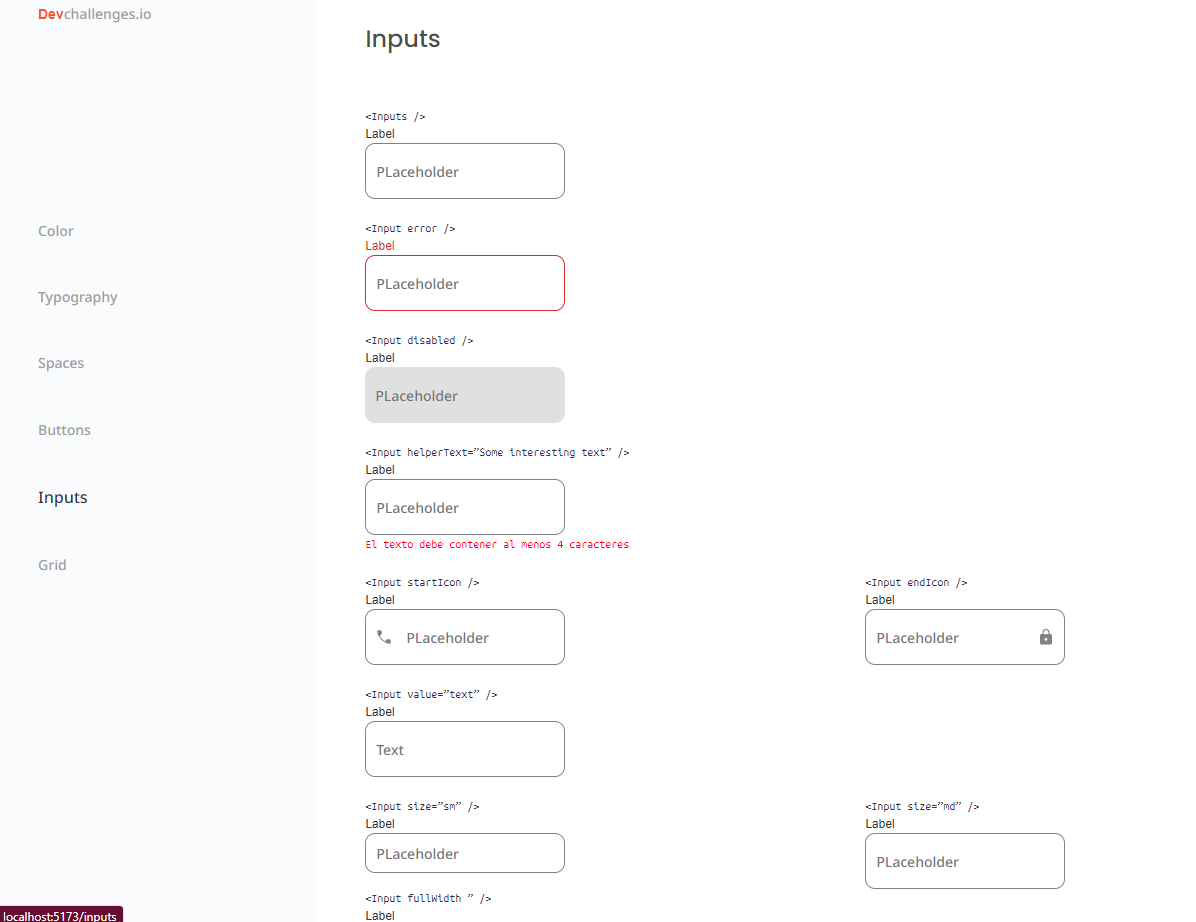 Devchallenges.io
Color
Typography
Spaces
Buttons
Inputs
Grid
Inputs
<Inputs />
Label
PLaceholder
<Input error />
Label
PLaceholder
<Input disabled />
Label
PLaceholder
<Input helperText=”Some interesting text” />
Label
PLaceholder
El texto debe contener al menos 4 caracteres
<Input startIcon />
Label
PLaceholder
<Input endIcon />
Label
PLaceholder
<Input value=”text” />
Label
Text
<Input size=”sm” />
Label
PLaceholder
<Input size=”md” />
Label
PLaceholder
<Input fullWidth ” />
Label
localhost:5173/inputs